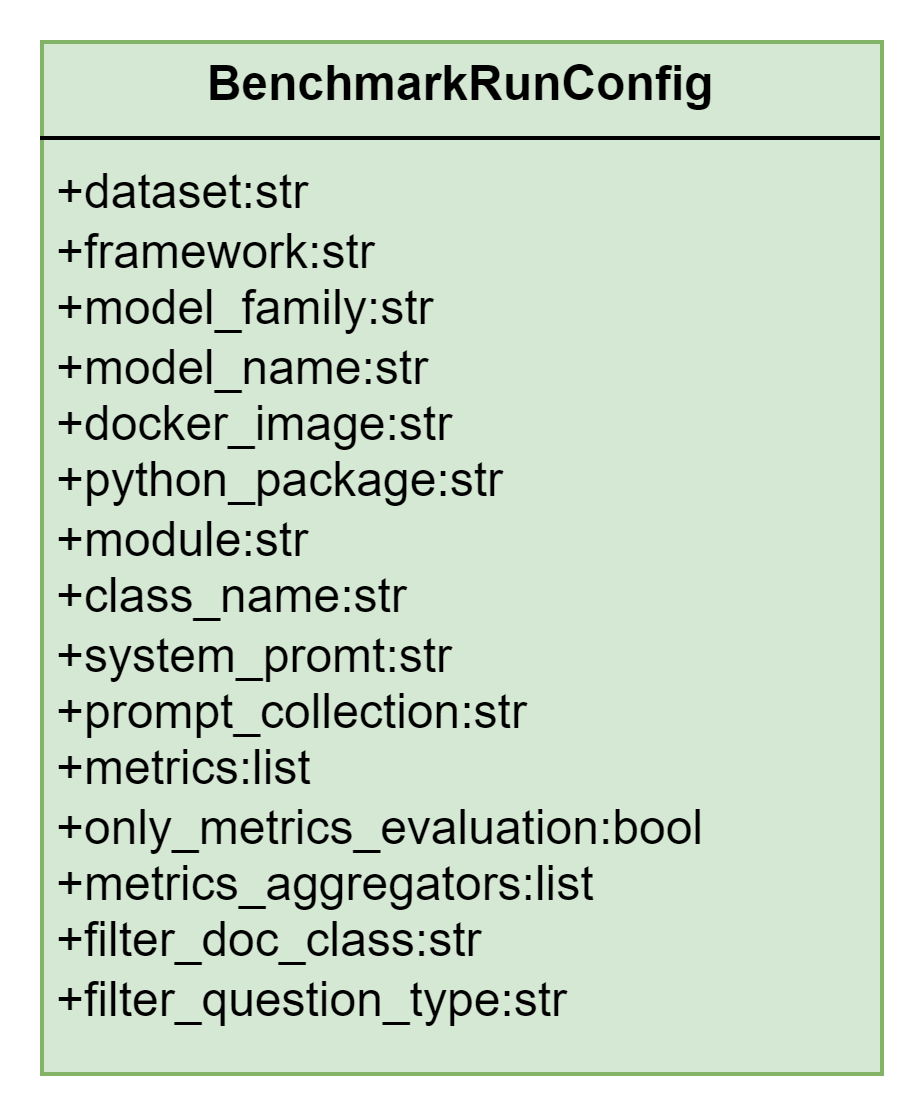 BenchmarkRunConfig
+dataset:str
+framework:str
+model_family:str
+model_name:str
+docker_image:str
+python_package:str
+module:str
+class_name:str
+system_promt:str
+prompt_collection:str
+metrics:list
+only_metrics_evaluation:bool
+metrics_aggregators:list
+filter_doc_class:str
+filter_question_type:str